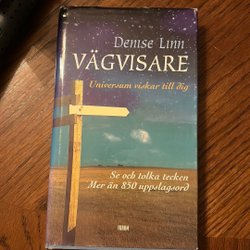 Denise Linn
VÄGVISARE
Universum viskar till dig
Se och tolka tecken
Mer än 850 uppslagsord